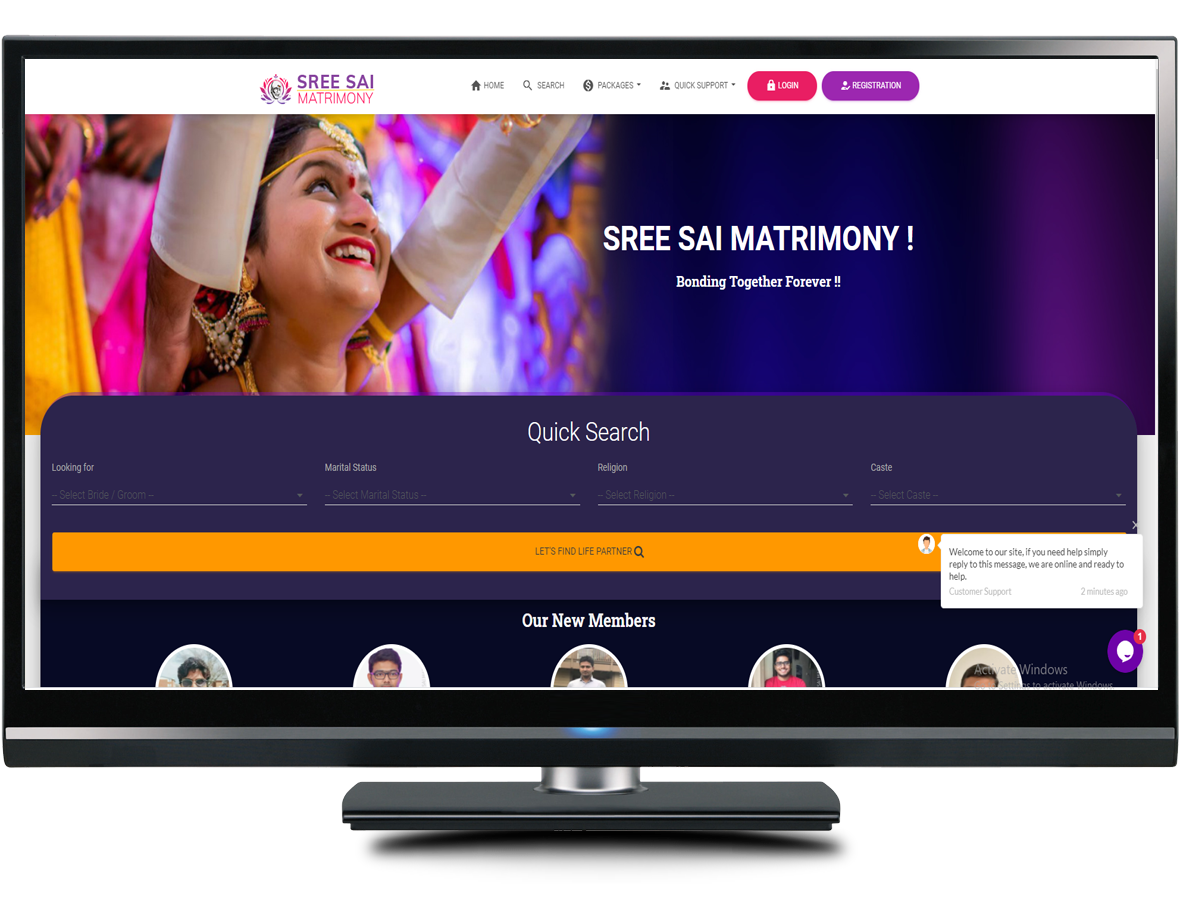 SREE SAI
MATRIMONY
HOME
SEARCH
PACKAGES
QUICK SUPPORT
LOGIN
REGISTRATION
SREE SAI MATRIMONY !
Bonding Together Forever !!
Quick Search
Looking for
Marital Status
Religion
Caste
-- Select Bride / Groom --
-- Select Marital Status --
-- Select Religion --
-- Select Caste --
LET'S FIND LIFE PARTNER
Welcome to our site, if you need help simply
reply to this message, we are online and ready to
help.
Customer Support
2 minutes ago
Our New Members
1
Activate Windows
Settings to activate Windows